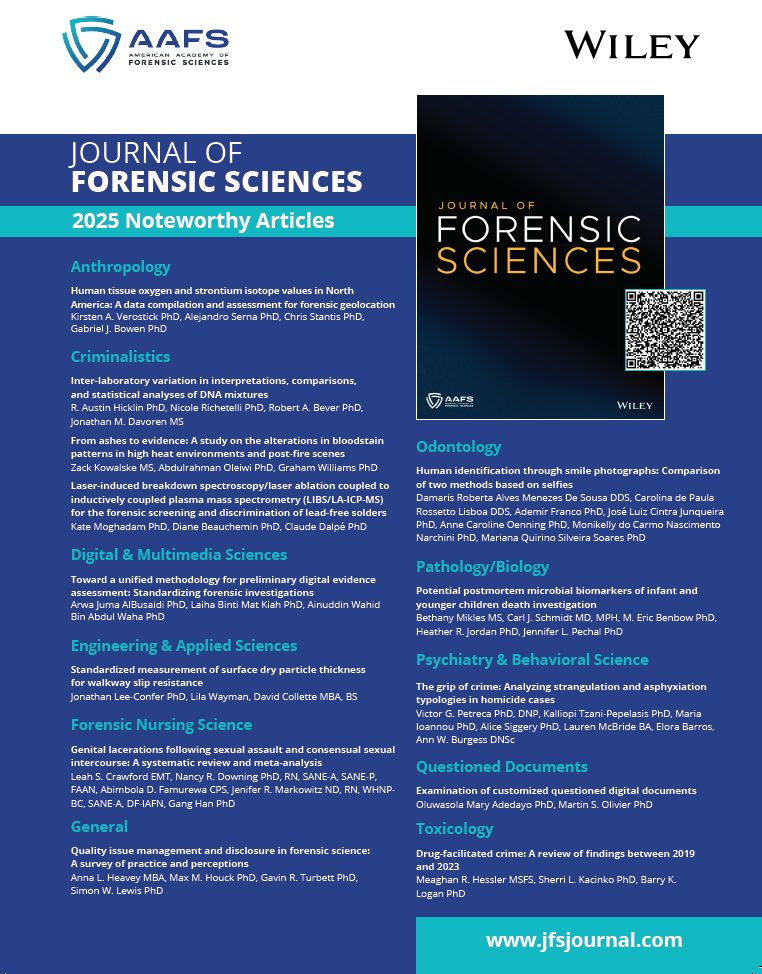 AAFS
AMERICAN ACADEMY OF
FORENSIC SCIENCES
WILEY
JOURNAL OF
FORENSIC SCIENCES
2025 Noteworthy Articles
JOURNAL OF
FORENSIC
SCIENCES
AAFS
WILEY
Anthropology
Human tissue oxygen and strontium isotope values in North
America: A data compilation and assessment for forensic geolocation
Kirsten A. Verostick PhD, Alejandro Serna PhD, Chris Stantis PhD,
Gabriel J. Bowen PhD
Criminalistics
Inter-laboratory variation in interpretations, comparisons,
and statistical analyses of DNA mixtures
R. Austin Hicklin PhD, Nicole Richetelli PhD, Robert A. Bever PhD,
Jonathan M. Davoren MS
From ashes to evidence: A study on the alterations in bloodstain
patterns in high heat environments and post-fire scenes
Zack Kowalske MS, Abdulrahman Oleiwi PhD, Graham Williams PhD
Laser-induced breakdown spectroscopy/laser ablation coupled to
inductively coupled plasma mass spectrometry (LIBS/LA-ICP-MS)
for the forensic screening and discrimination of lead-free solders
Kate Moghadam PhD, Diane Beauchemin PhD, Claude Dalpé PhD
Digital & Multimedia Sciences
Toward a unified methodology for preliminary digital evidence
assessment: Standardizing forensic investigations
Arwa Juma AlBusaidi PhD, Laiha Binti Mat Kiah PhD, Ainuddin Wahid
Bin Abdul Waha PhD
Engineering & Applied Sciences
Standardized measurement of surface dry particle thickness
for walkway slip resistance
Jonathan Lee-Confer PhD, Lila Wayman, David Collette MBA, BS
Forensic Nursing Science
Genital lacerations following sexual assault and consensual sexual
intercourse: A systematic review and meta-analysis
Leah S. Crawford EMT, Nancy R. Downing PhD, RN, SANE-A, SANE-P,
FAAN, Abimbola D. Famurewa CPS, Jenifer R. Markowitz ND, RN, WHNP-
BC, SANE-A, DF-IAFN, Gang Han PhD
General
Quality issue management and disclosure in forensic science:
A survey of practice and perceptions
Anna L. Heavey MBA, Max M. Houck PhD, Gavin R. Turbett PhD,
Simon W. Lewis PhD
Odontology
Human identification through smile photographs: Comparison
of two methods based on selfies
Damaris Roberta Alves Menezes De Sousa DDS, Carolina de Paula
Rossetto Lisboa DDS, Ademir Franco PhD, José Luiz Cintra Junqueira
PhD, Anne Caroline Oenning PhD, Monikelly do Carmo Nascimento
Narchini PhD, Mariana Quirino Silveira Soares PhD
Pathology/Biology
Potential postmortem microbial biomarkers of infant and
younger children death investigation
Bethany Mikles MS, Carl J. Schmidt MD, MPH, M. Eric Benbow PhD,
Heather R. Jordan PhD, Jennifer L. Pechal PhD
Psychiatry & Behavioral Science
The grip of crime: Analyzing strangulation and asphyxiation
typologies in homicide cases
Victor G. Petreca PhD, DNP, Kalliopi Tzani-Pepelasis PhD, Maria
Ioannou PhD, Alice Siggery PhD, Lauren McBride BA, Elora Barros,
Ann W. Burgess DNSc
Questioned Documents
Examination of customized questioned digital documents
Oluwasola Mary Adedayo PhD, Martin S. Olivier PhD
Toxicology
Drug-facilitated crime: A review of findings between 2019
and 2023
Meaghan R. Hessler MSFS, Sherri L. Kacinko PhD, Barry K.
Logan PhD
www.jfsjournal.com